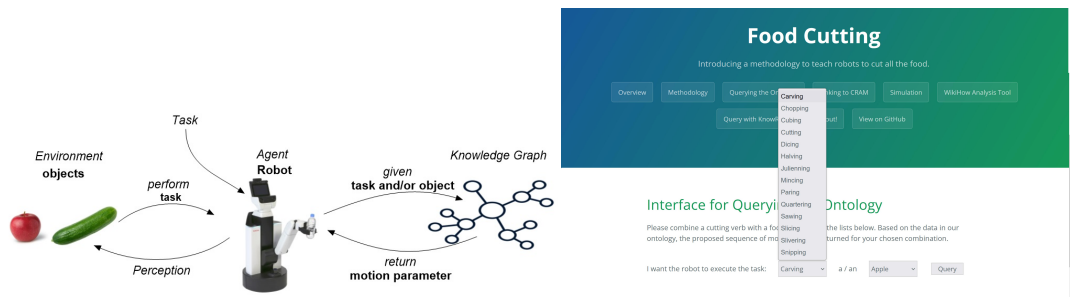 Task
Environment
objects
Agent
Robot
Knowledge Graph
perform
task
given
task and/or object
Perception
return
motion parameter
Food Cutting
Introducing a methodology to teach robots to cut all the food.
Overview
Methodology
Querying the On
king to CRAM
Simulation
WikiHow Analysis Tool
Query with Know
out!
View on GitHub
Carving
Chopping
Cubing
Cutting
Dicing
Halving
Julienning
Mincing
Paring
Quartering
Sewing
Slicing
Slivering
Snipping
Interface for Queryi Ontology
Please combine a cutting verb with a foo the lists below. Based on the data in our
ontology, the proposed sequence of mo turned for your chosen combination.
I want the robot to execute the task: Carving a / an Apple Query